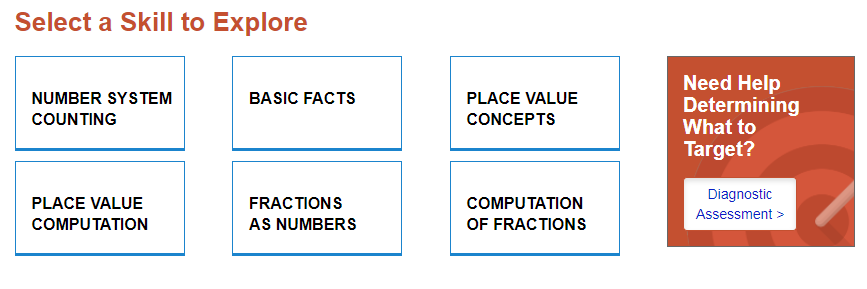 Select a Skill to Explore
NUMBER SYSTEM
COUNTING
BASIC FACTS
PLACE VALUE
CONCEPTS
PLACE VALUE
COMPUTATION
FRACTIONS
AS NUMBERS
COMPUTATION
OF FRACTIONS
Need Help
Determining
What to
Target?
Diagnostic
Assessment >